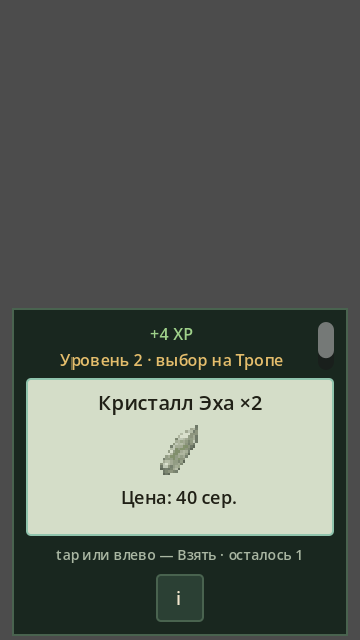 +4 XP
Уровень 2 · выбор на Тропе
Кристалл Эха ×2
Цена: 40 сер.
tap или влево — Взять · осталось 1
i